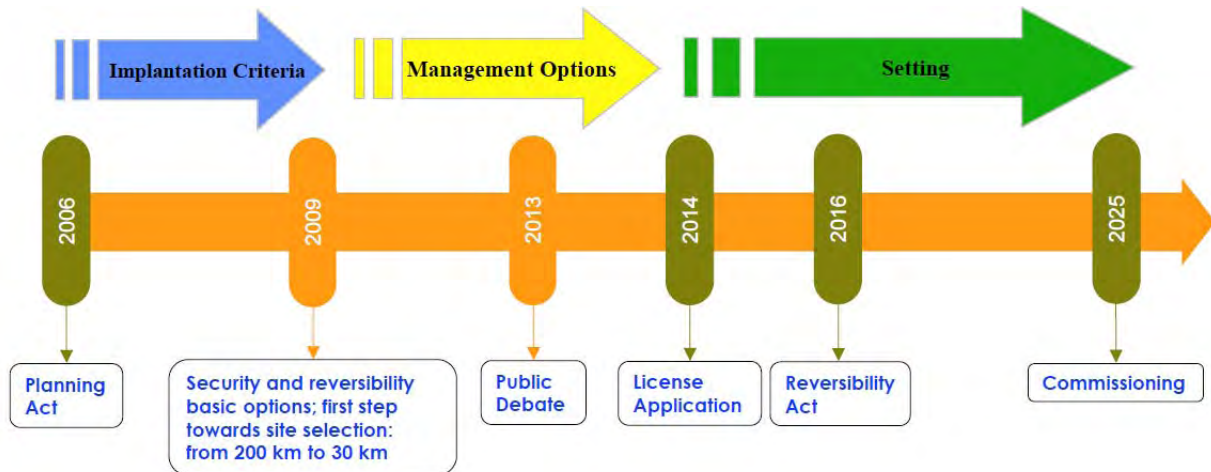 Implantation Criteria
Management Options
Setting
2006
2009
2013
2014
2016
2025
Planning
Act
Security and reversibility
basic options; first step
towards site selection:
from 200 km to 30 km
Public
Debate
License
Application
Reversibility
Act
Commissioning